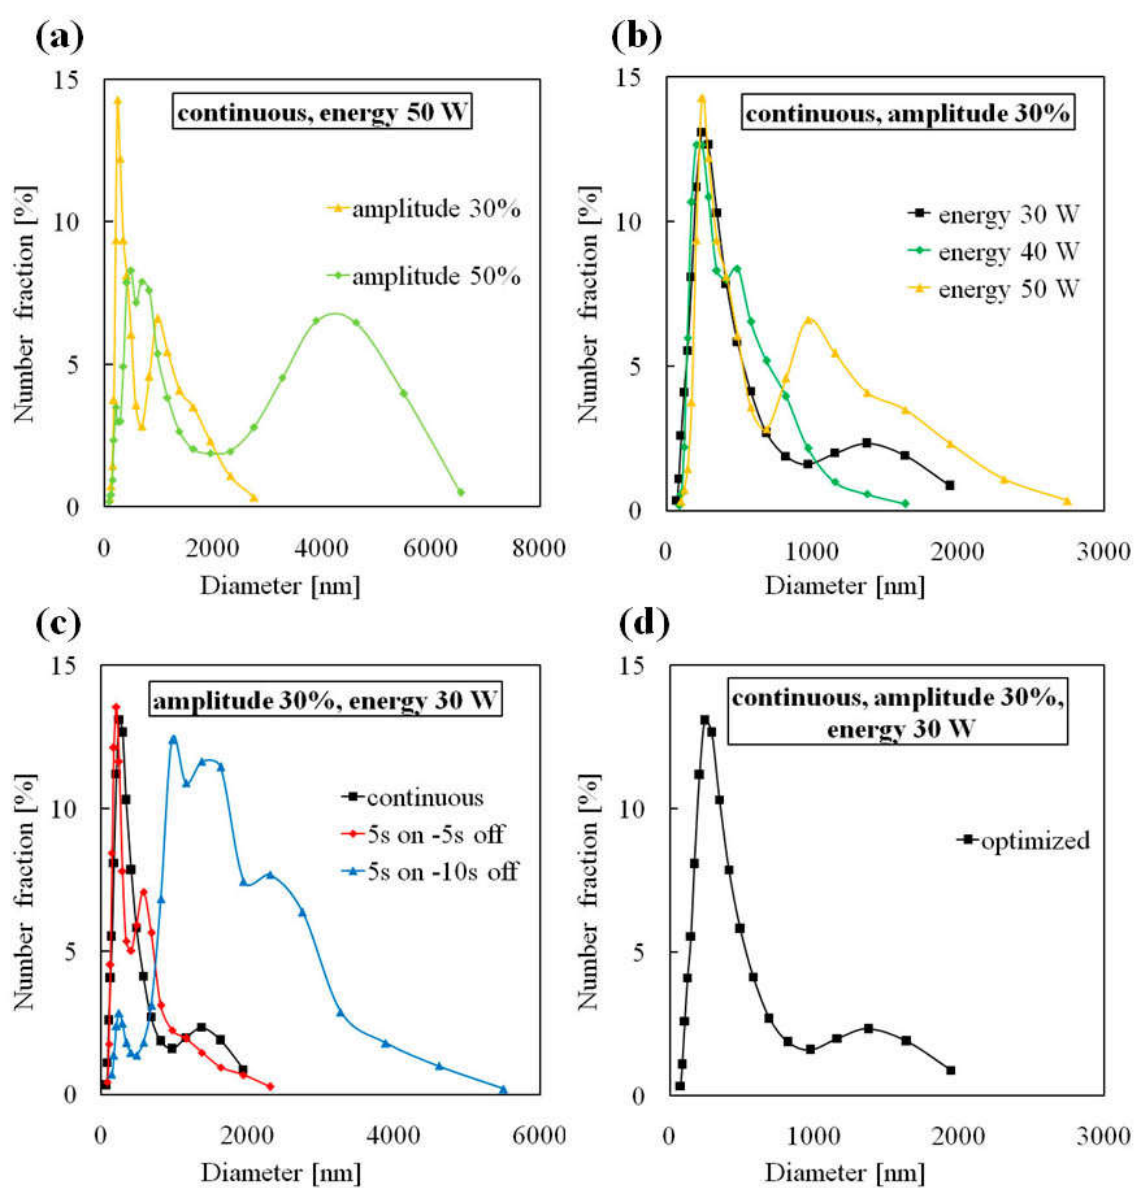 (a)
continuous, energy 50 W
amplitude 30%
amplitude 50%
Number fraction [%]
15
10
5
0
0 2000 4000 6000 8000
Diameter [nm]
(b)
continuous, amplitude 30%
energy 30 W
energy 40 W
energy 50 W
Number fraction [%]
15
10
5
0
0 1000 2000 3000
Diameter [nm]
(c)
amplitude 30%, energy 30 W
continuous
5s on -5s off
5s on -10s off
Number fraction [%]
15
10
5
0
0 2000 4000 6000
Diameter [nm]
(d)
continuous, amplitude 30%,
energy 30 W
optimized
Number fraction [%]
15
10
5
0
0 1000 2000 3000
Diameter [nm]